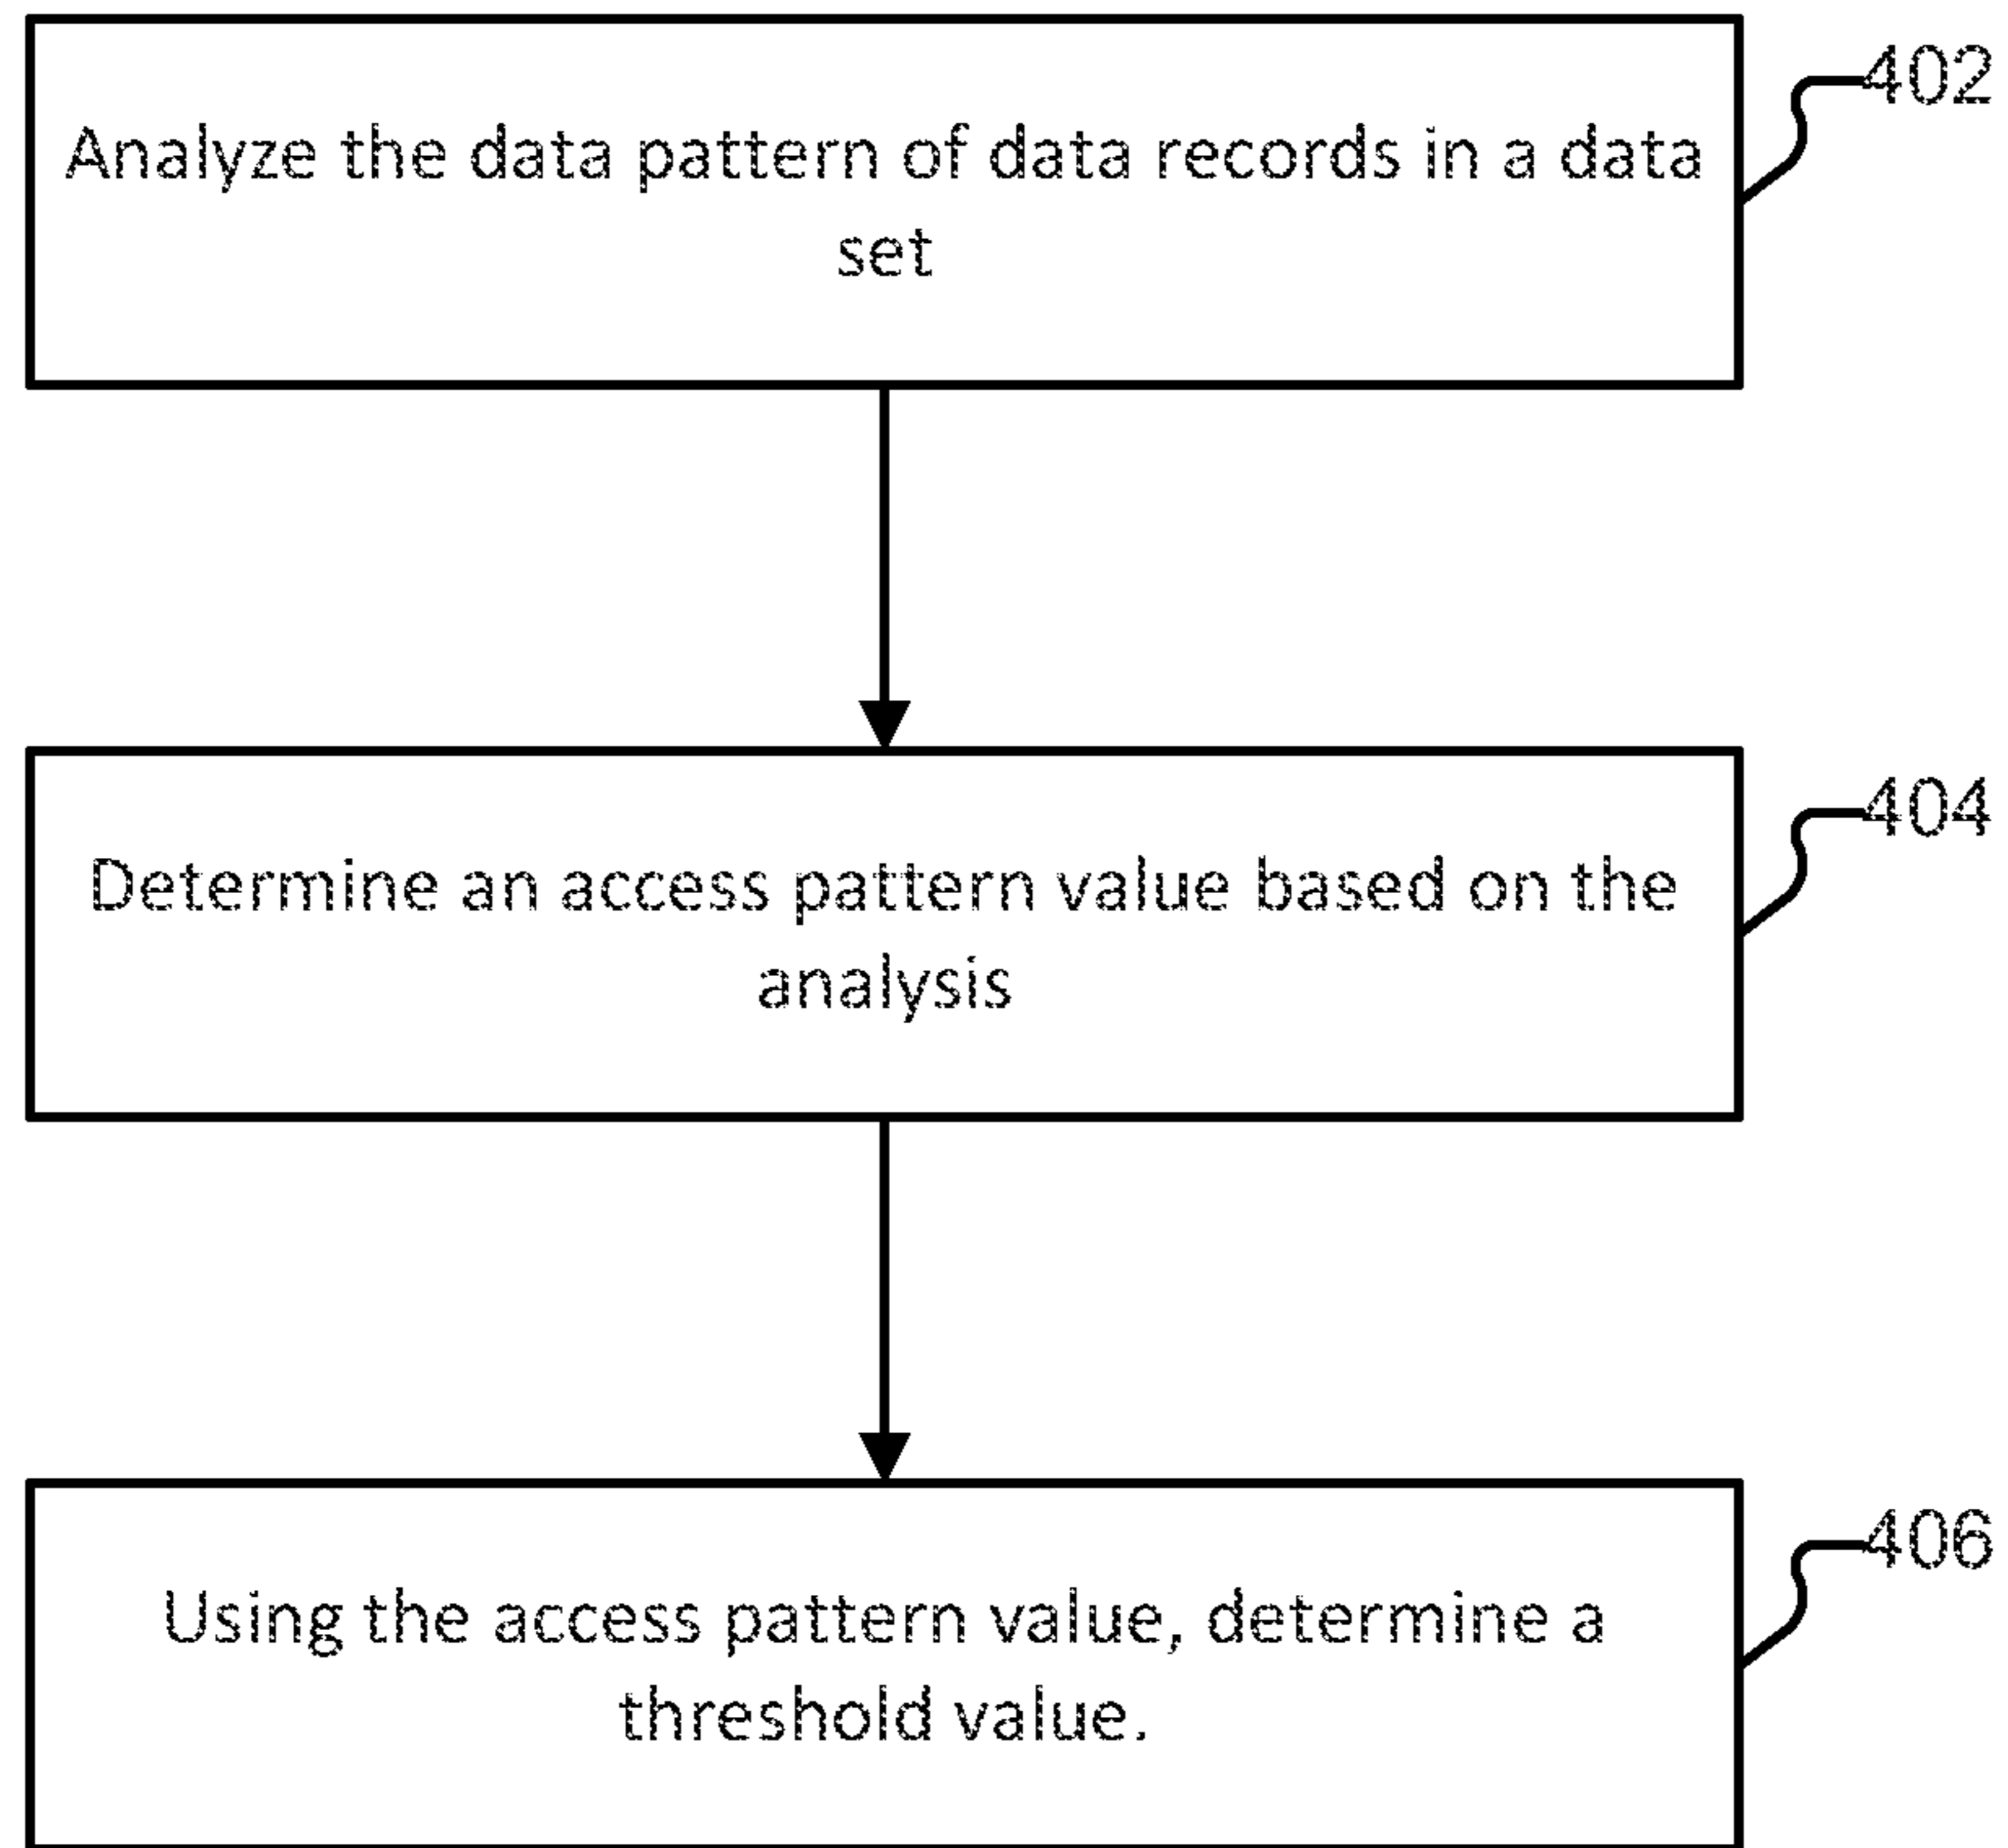 402
Analyze the data pattern of data records in a data
set
404
Determine an access pattern value based on the
analysis
406
Using the access pattern value, determine a
threshold value.